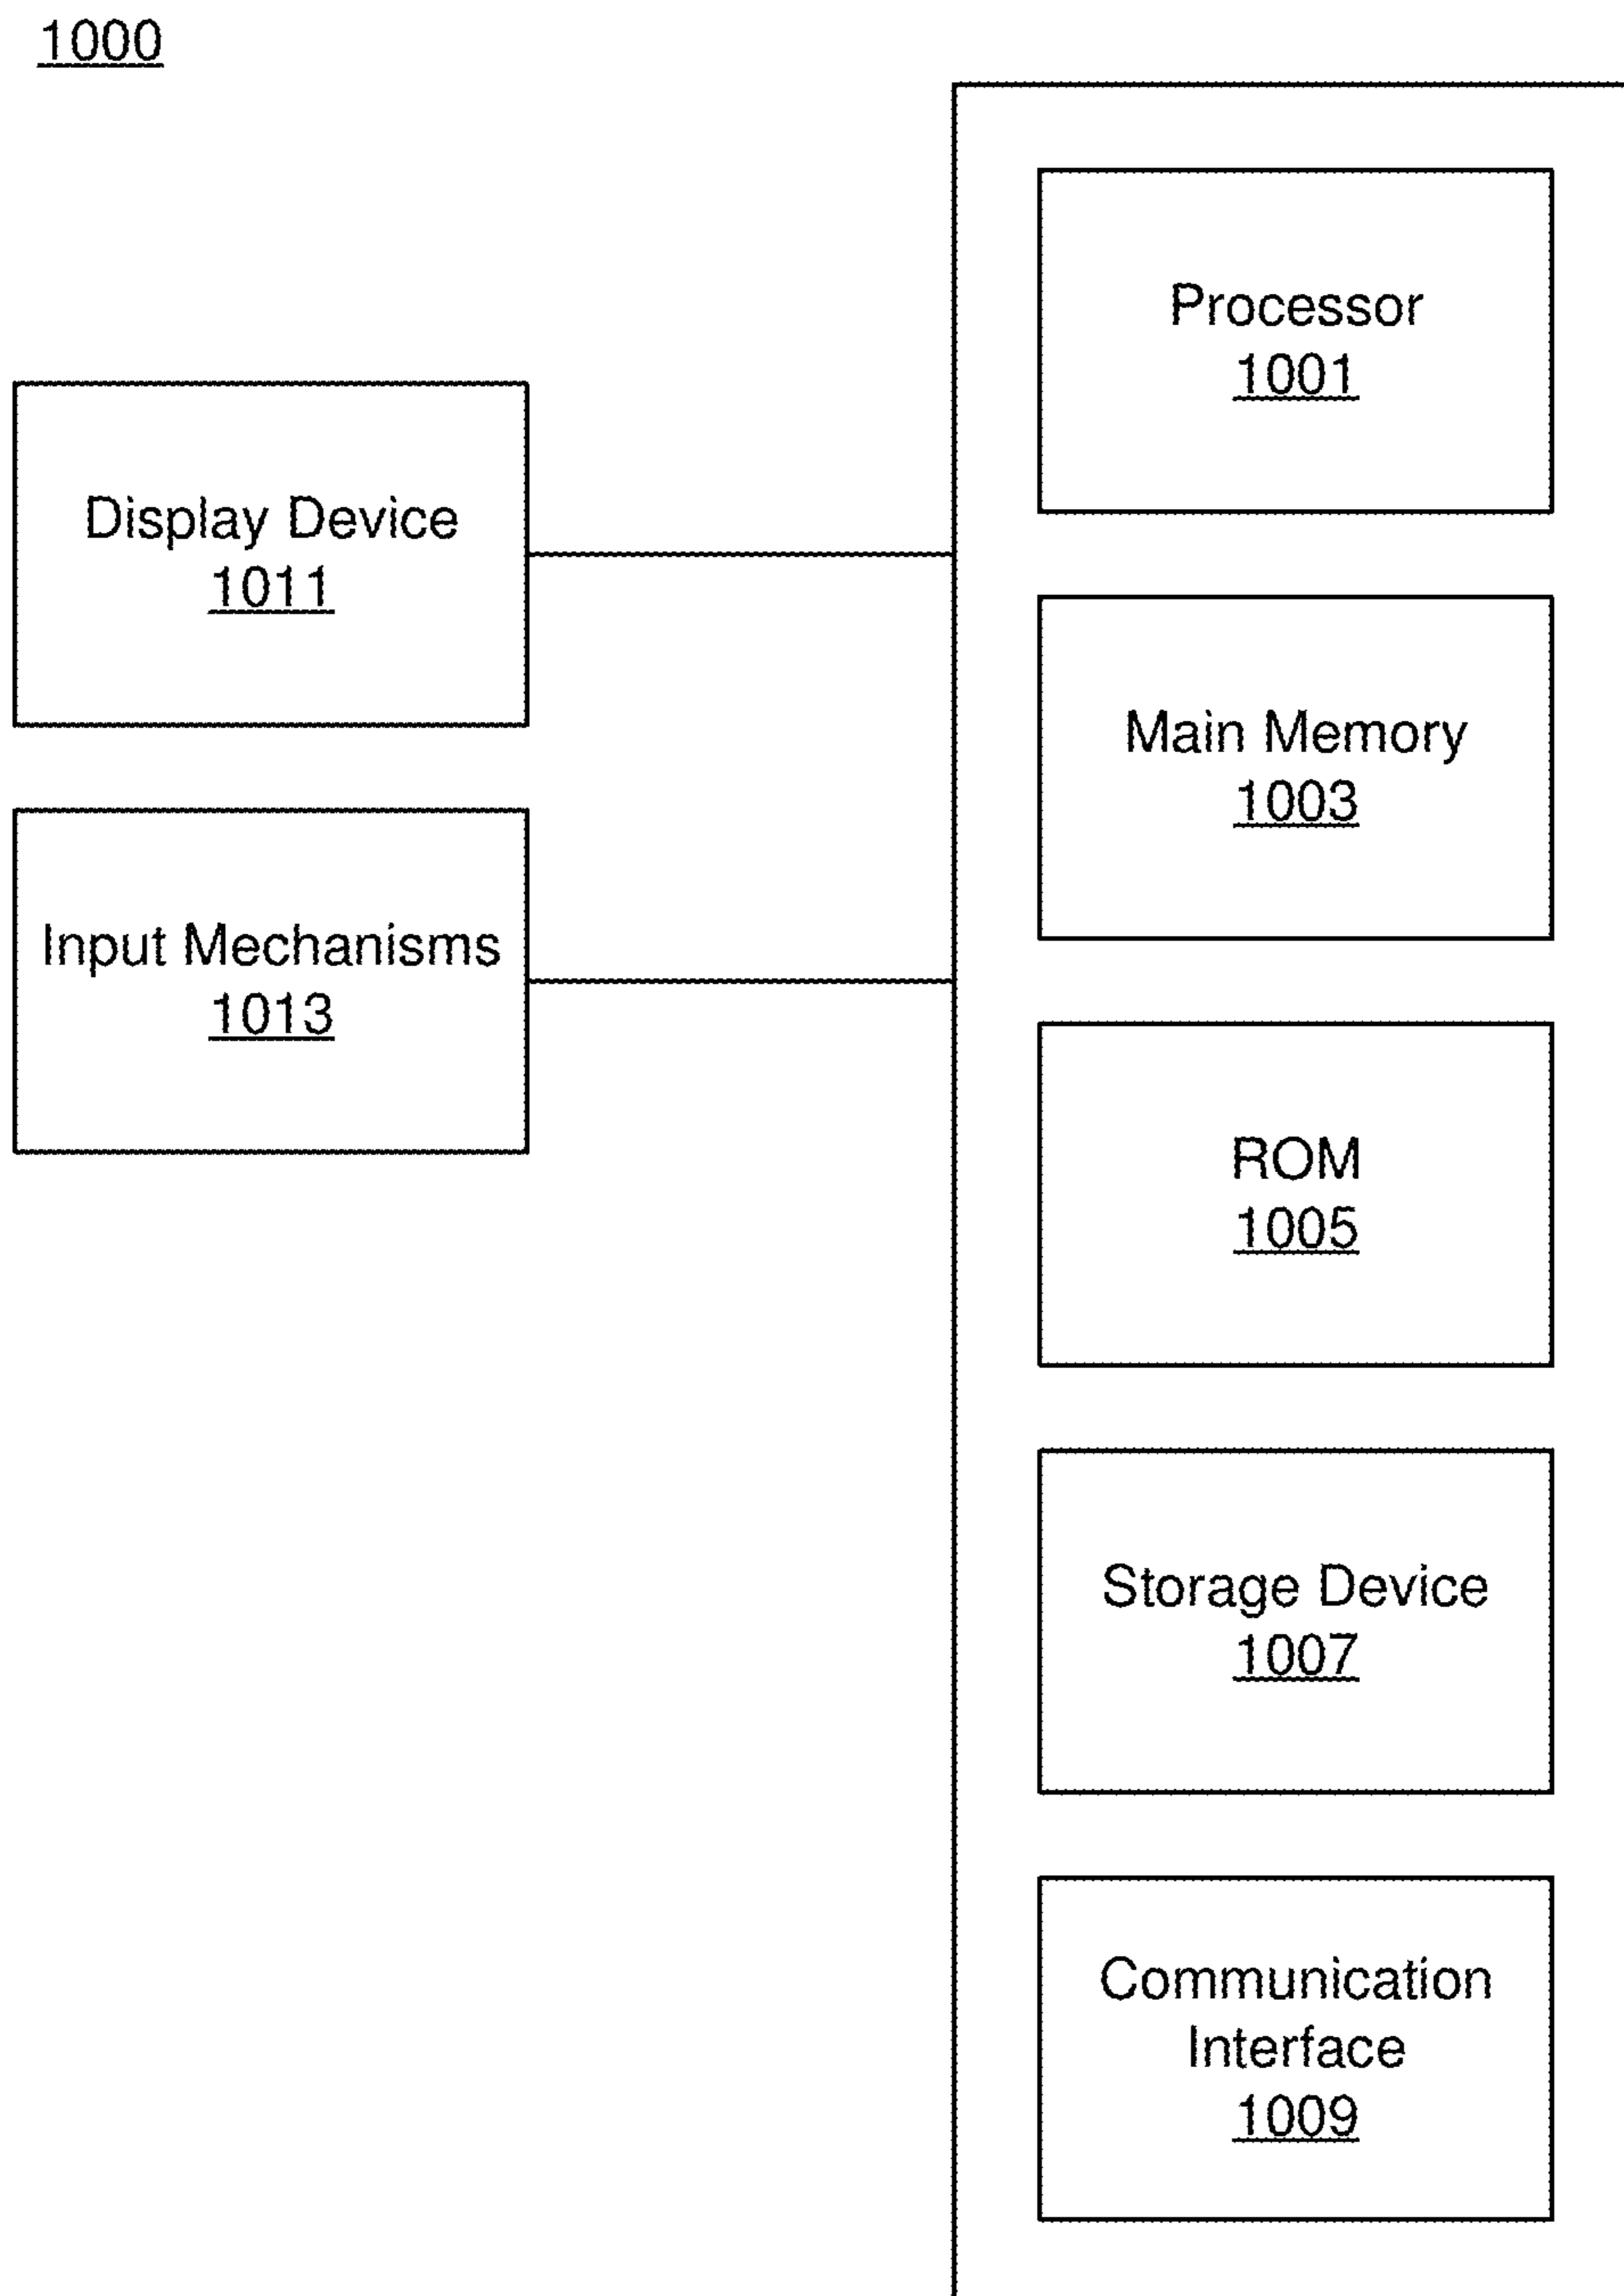 1000
Processor
1001
Display Device
1011
Main Memory
1003
Input Mechanisms
1013
ROM
1005
Storage Device
1007
Communication
Interface
1009